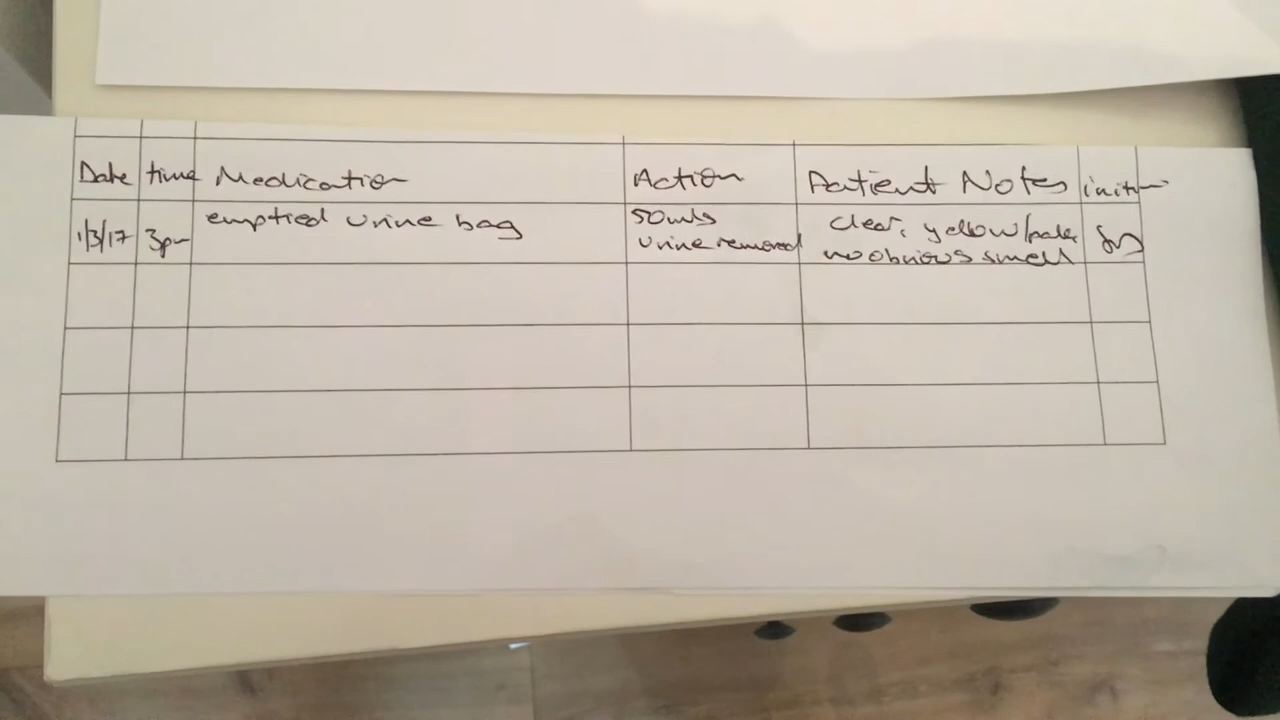 Date time Medication Action Patient Notes
1/3/17 3pm emptied urine bag 50mls urine removed clear, yellow/pale, no obvious smell